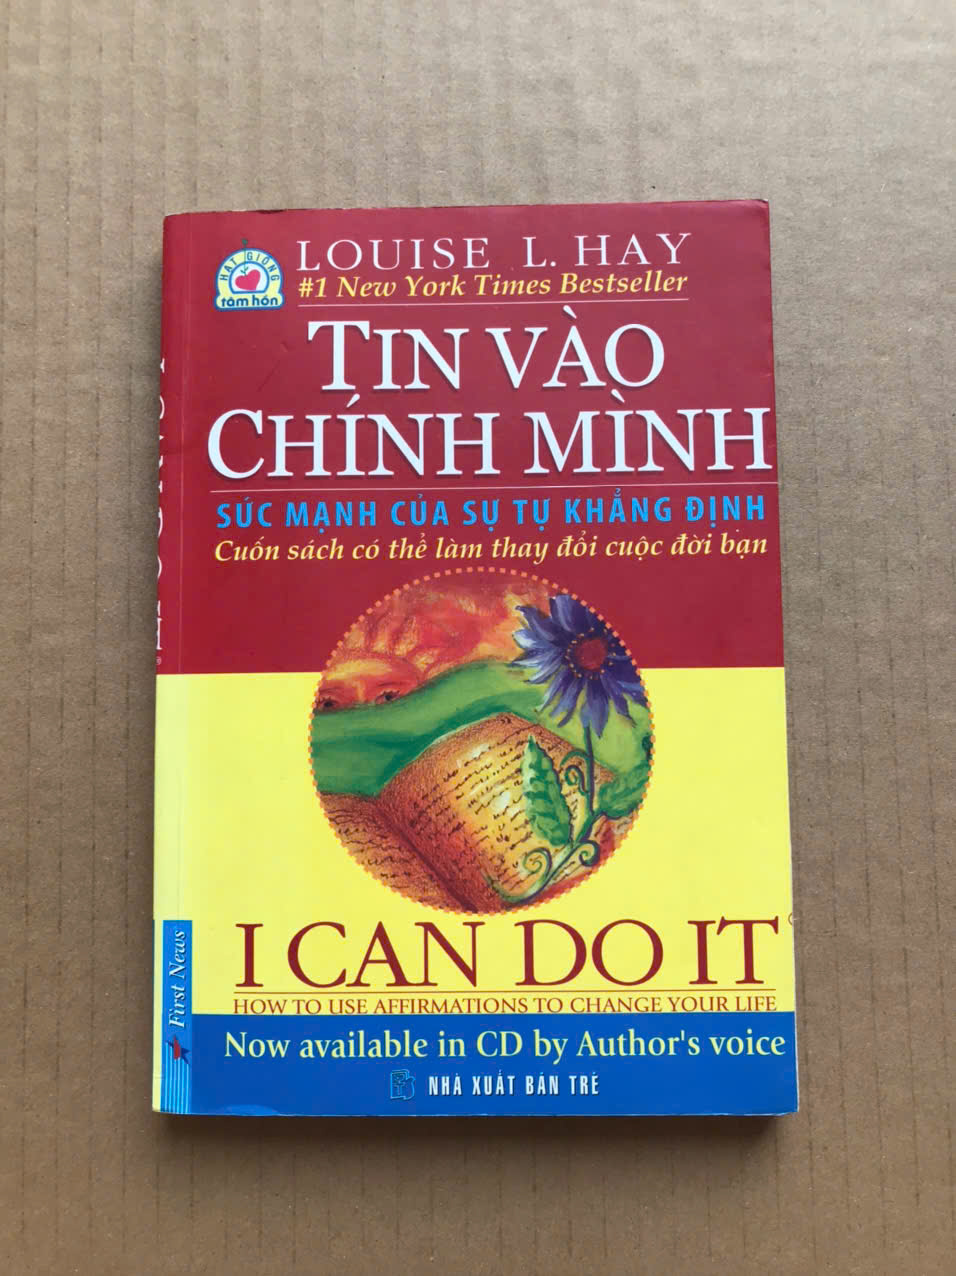 HẠT GIỐNG
tâm hồn
LOUISE L. HAY
#1 New York Times Bestseller
TIN VÀO
CHÍNH MÌNH
SỨC MẠNH CỦA SỰ TỰ KHẲNG ĐỊNH
Cuốn sách có thể làm thay đổi cuộc đời bạn
I CAN DO IT
HOW TO USE AFFIRMATIONS TO CHANGE YOUR LIFE
First News
Now available in CD by Author's voice
NHÀ XUẤT BẢN TRẺ